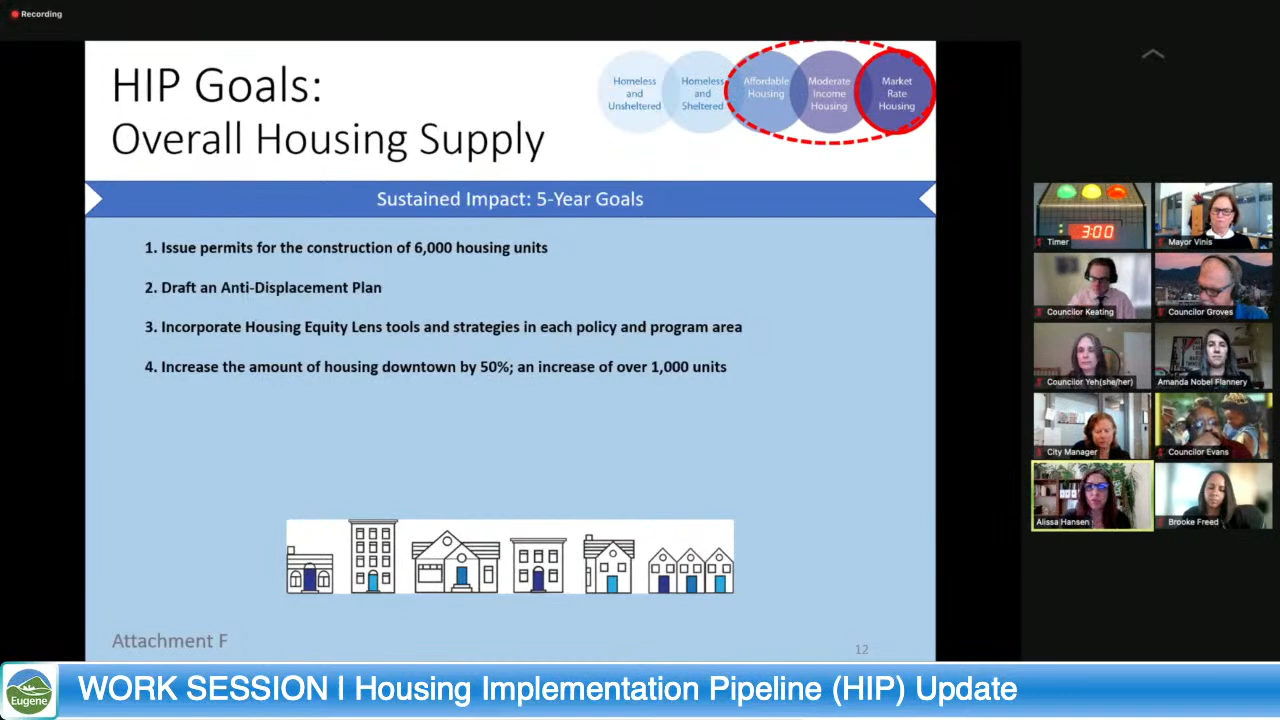 Recording
HIP Goals:
Overall Housing Supply
Homeless
and
Unsheltered
Homeless
and
Sheltered
Affordable
Housing
Moderate
Income
Housing
Market
Rate
Housing
Sustained Impact: 5-Year Goals
1. Issue permits for the construction of 6,000 housing units
2. Draft an Anti-Displacement Plan
3. Incorporate Housing Equity Lens tools and strategies in each policy and program area
4. Increase the amount of housing downtown by 50%; an increase of over 1,000 units
Attachment F
12
3:00
Timer
Mayor Vinis
Councilor Keating
Councilor Groves
Councilor Yeh(she/her)
Amanda Nobel Flannery
City Manager
Councilor Evans
Alissa Hansen
Brooke Freed
Eugene
WORK SESSION | Housing Implementation Pipeline (HIP) Update